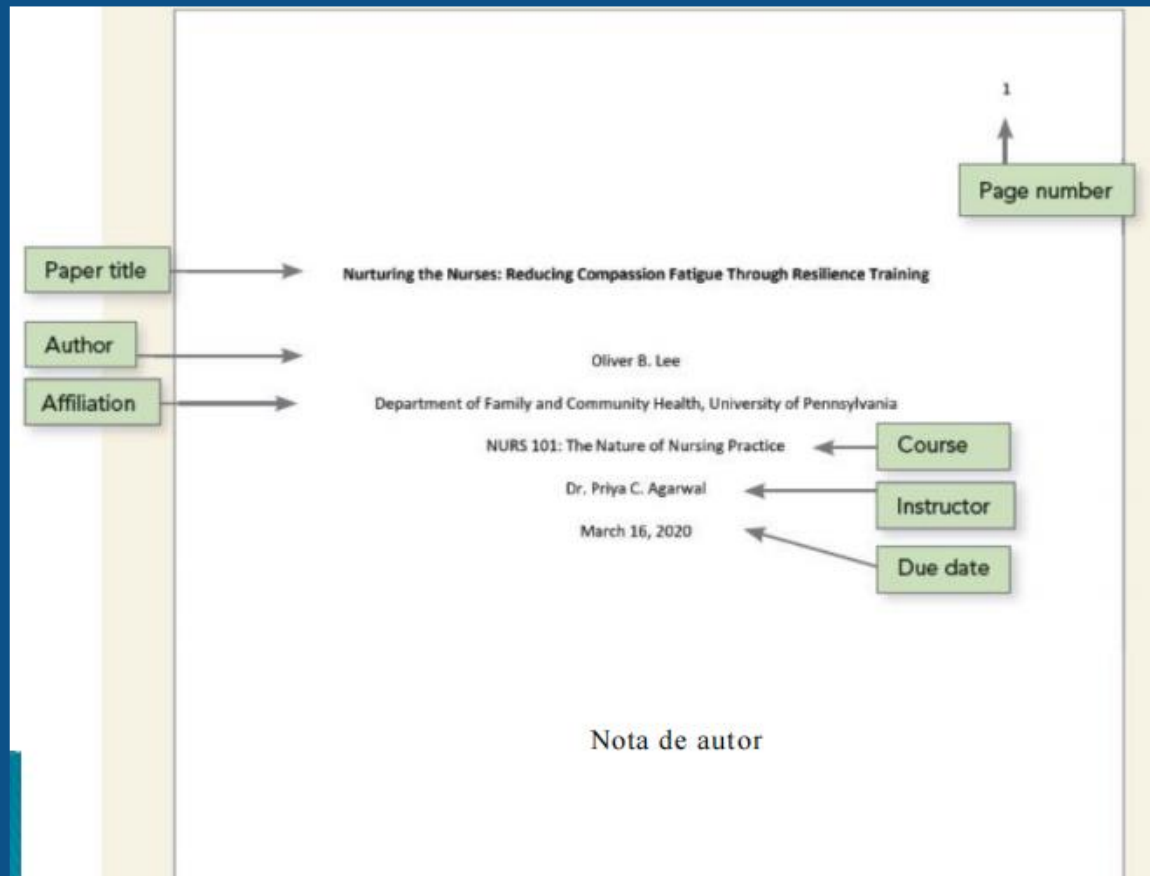 1
Page number
Paper title
Nurturing the Nurses: Reducing Compassion Fatigue Through Resilience Training
Author
Oliver B. Lee
Affiliation
Department of Family and Community Health, University of Pennsylvania
NURS 101: The Nature of Nursing Practice
Course
Dr. Priya C. Agarwal
Instructor
March 16, 2020
Due date
Nota de autor